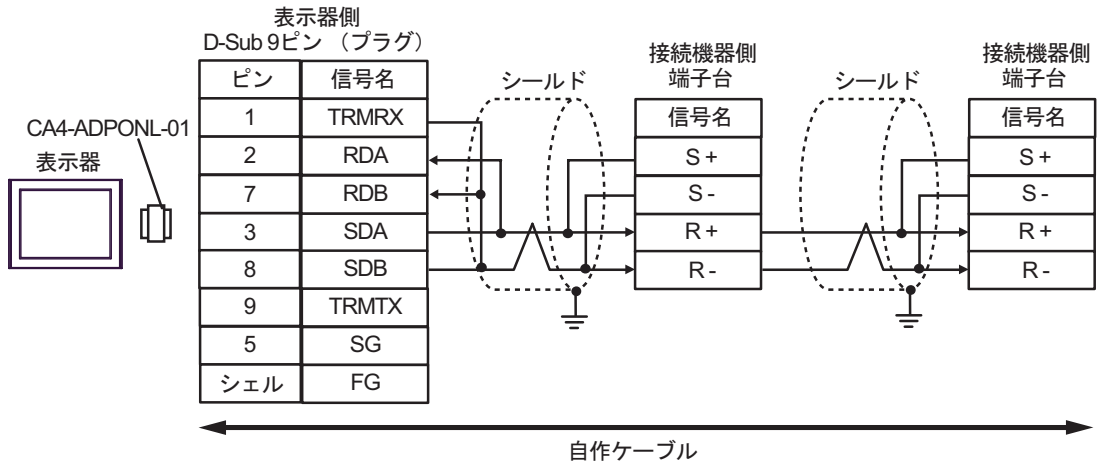 表示器側
D-Sub 9ピン （プラグ）
ピン 信号名
1 TRMRX
2 RDA
7 RDB
3 SDA
8 SDB
9 TRMTX
5 SG
シェル FG
CA4-ADPONL-01
表示器
シールド
接続機器側
端子台
信号名
S +
S -
R +
R -
シールド
接続機器側
端子台
信号名
S +
S -
R +
R -
自作ケーブル